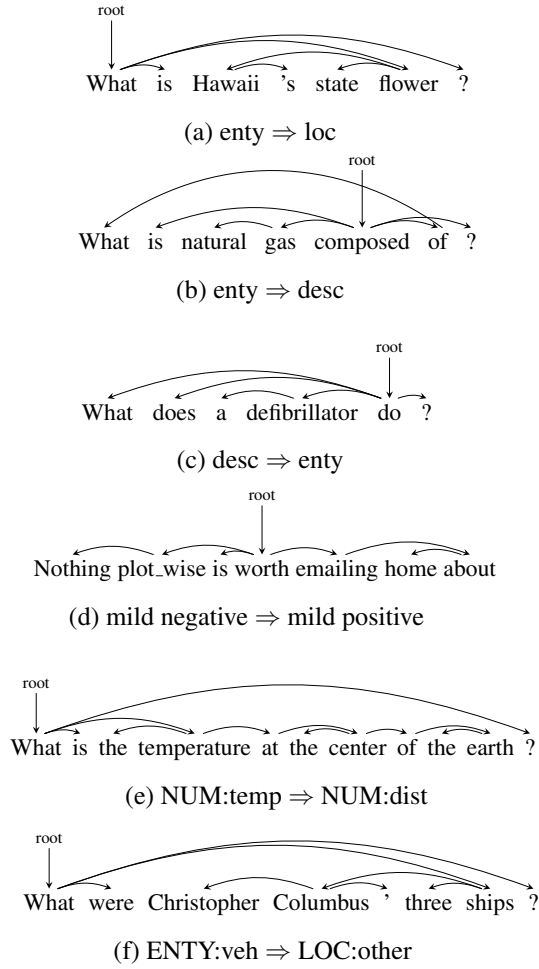 root
What is Hawaii 's state flower ?
(a) enty ⇒ loc
root
What is natural gas composed of ?
(b) enty ⇒ desc
root
What does a defibrillator do ?
(c) desc ⇒ enty
root
Nothing plot_wise is worth emailing home about
(d) mild negative ⇒ mild positive
root
What is the temperature at the center of the earth ?
(e) NUM:temp ⇒ NUM:dist
root
What were Christopher Columbus ’ three ships ?
(f) ENTY:veh ⇒ LOC:other